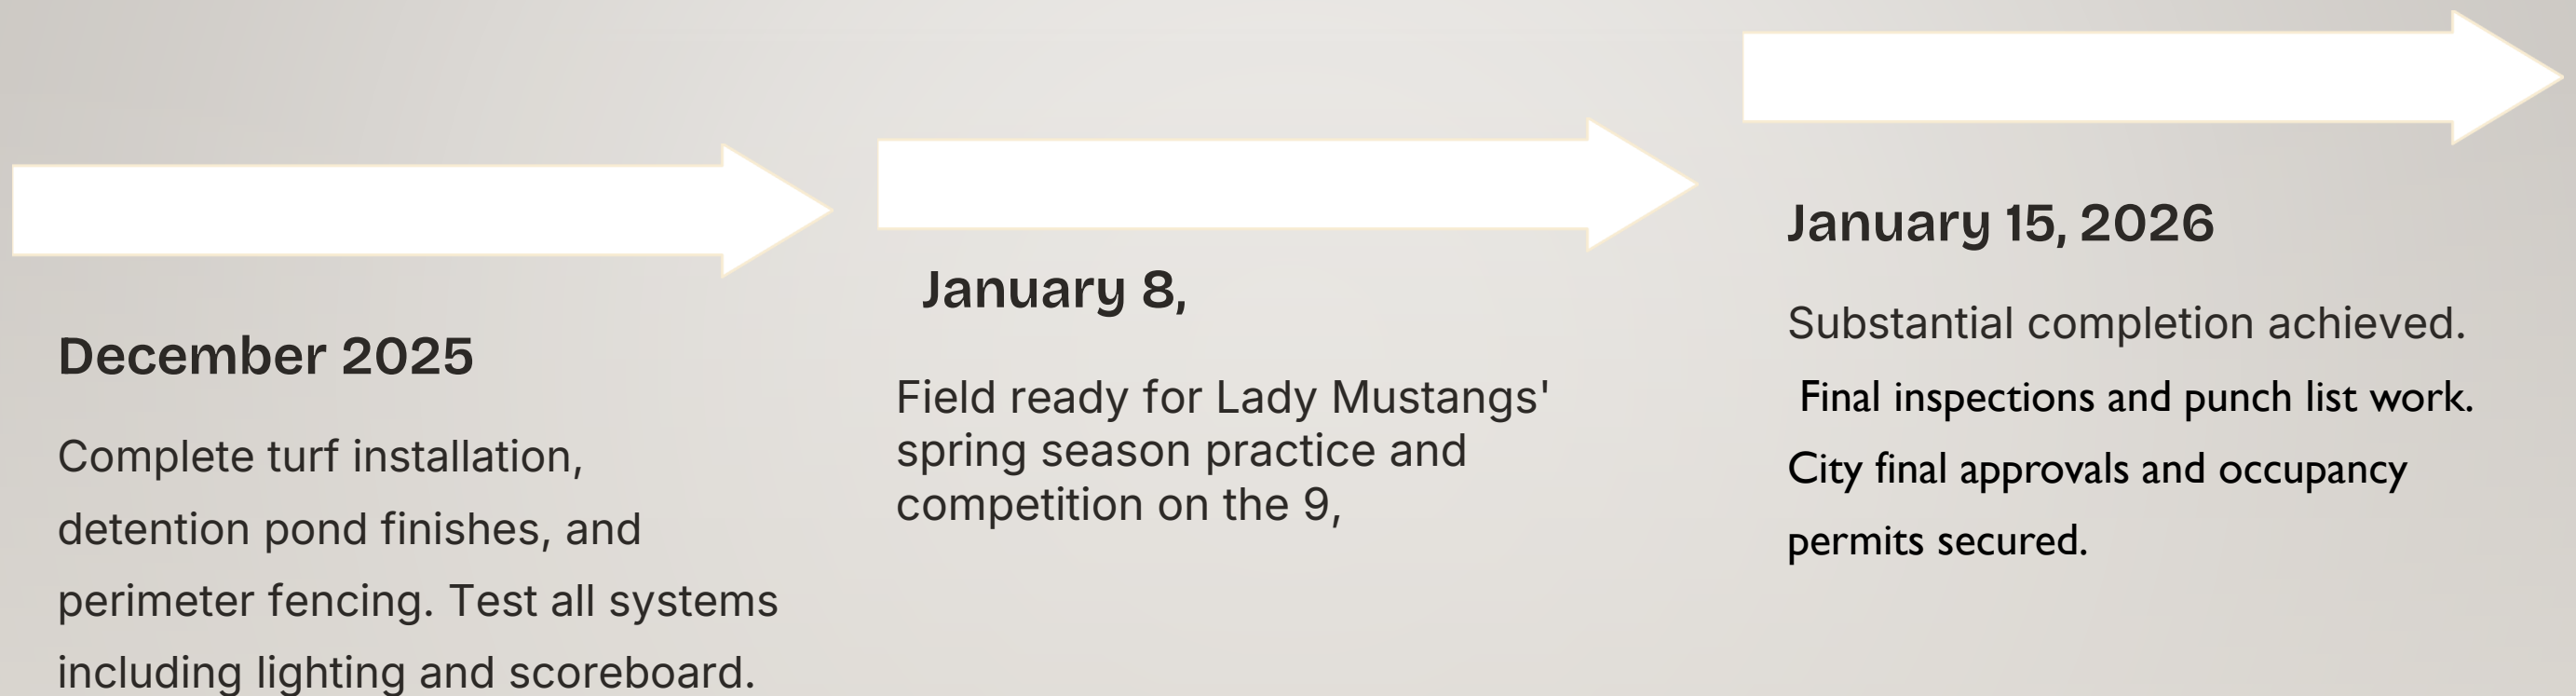 December 2025
Complete turf installation,
detention pond finishes, and
perimeter fencing. Test all systems
including lighting and scoreboard.
January 8,
Field ready for Lady Mustangs'
spring season practice and
competition on the 9,
January 15, 2026
Substantial completion achieved.
Final inspections and punch list work.
City final approvals and occupancy
permits secured.